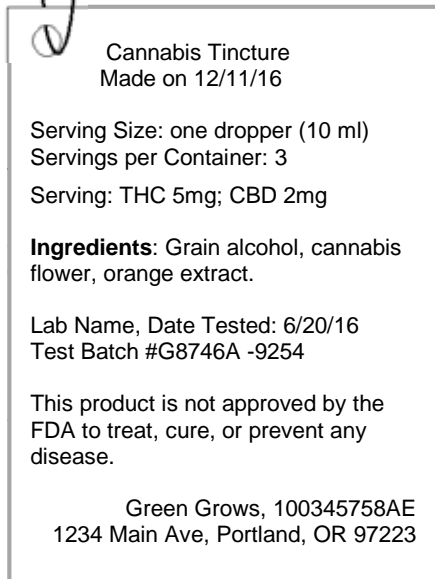 Cannabis Tincture
Made on 12/11/16
Serving Size: one dropper (10 ml)
Servings per Container: 3
Serving: THC 5mg; CBD 2mg
Ingredients: Grain alcohol, cannabis
flower, orange extract.
Lab Name, Date Tested: 6/20/16
Test Batch #G8746A -9254
This product is not approved by the
FDA to treat, cure, or prevent any
disease.
Green Grows, 100345758AE
1234 Main Ave, Portland, OR 97223